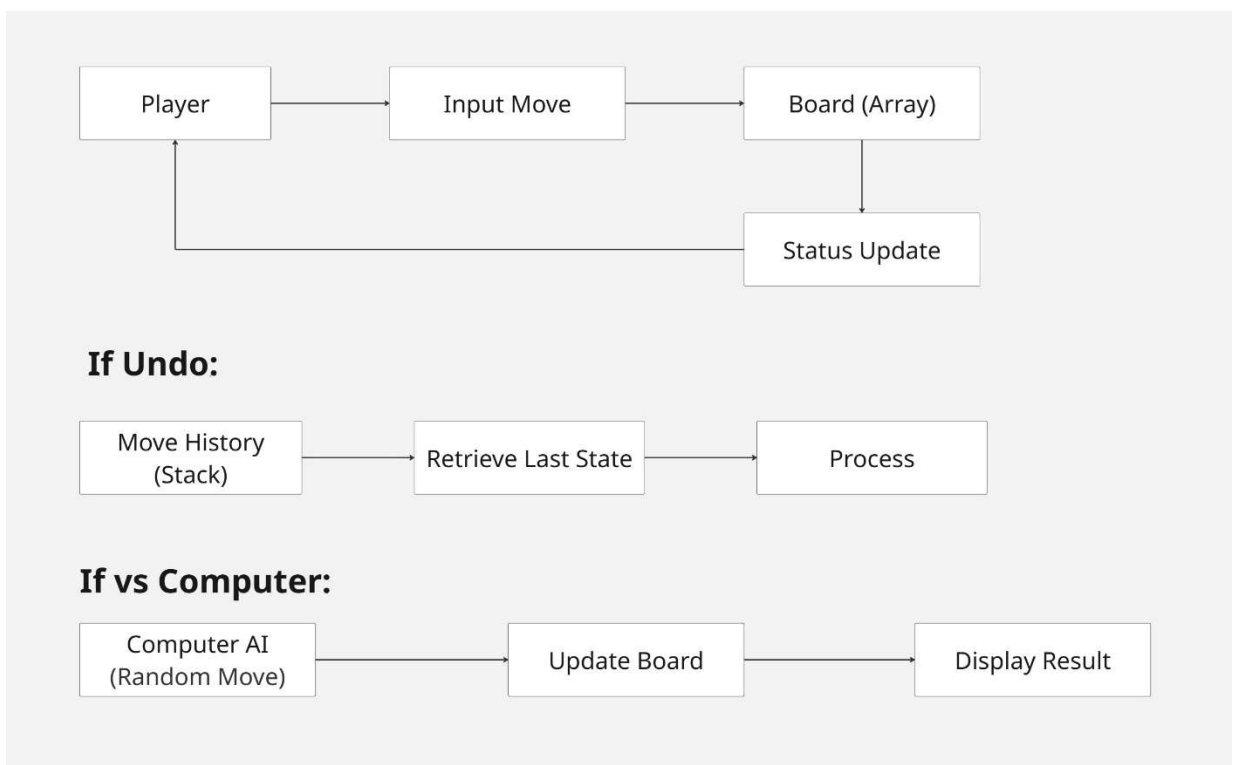 Player
Input Move
Board (Array)
Status Update
If Undo:
Move History
(Stack)
Retrieve Last State
Process
If vs Computer:
Computer AI
(Random Move)
Update Board
Display Result